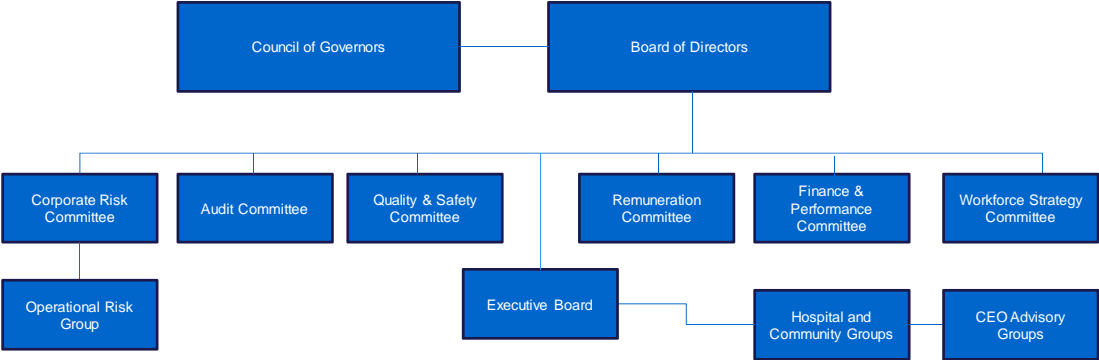 Council of Governors
Board of Directors
Corporate Risk
Committee
Audit Committee
Quality & Safety
Committee
Remuneration
Committee
Finance &
Performance
Committee
Workforce Strategy
Committee
Operational Risk
Group
Executive Board
Hospital and
Community Groups
CEO Advisory
Groups